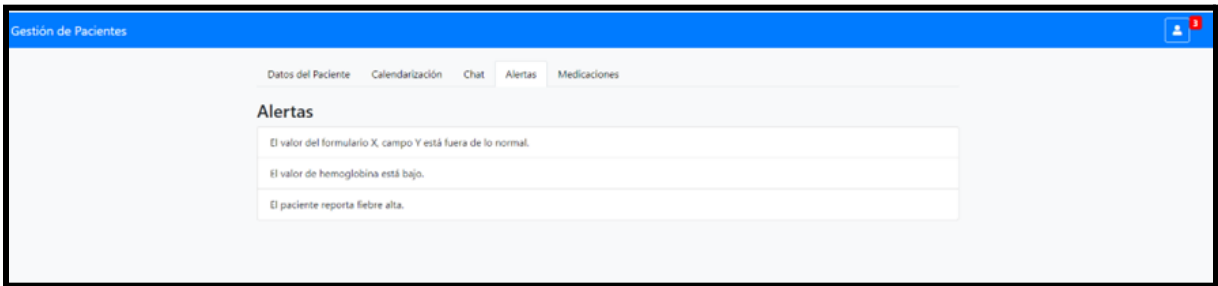 Gestión de Pacientes
3
Datos del Paciente Calendarización Chat Alertas Medicaciones
Alertas
El valor del formulario X, campo Y está fuera de lo normal.
El valor de hemoglobina está bajo.
El paciente reporta fiebre alta.